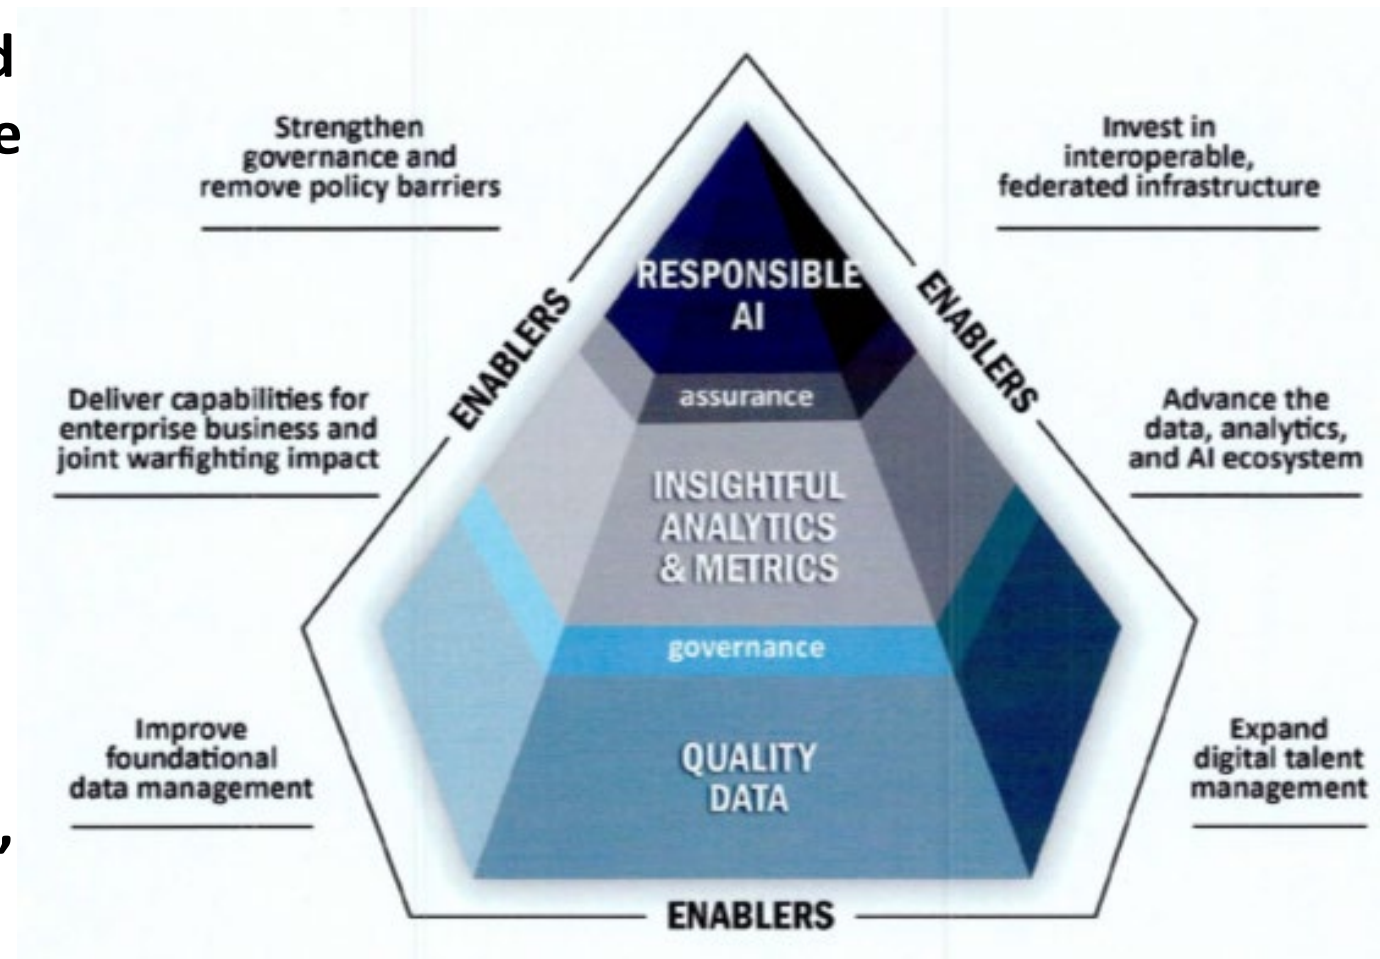 d
e
Strengthen
governance and
remove policy barriers
Invest in
interoperable,
federated infrastructure
RESPONSIBLE
AI
ENABLERS
ENABLERS
assurance
Deliver capabilities for
enterprise business and
joint warfighting impact
Advance the
data, analytics,
and AI ecosystem
INSIGHTFUL
ANALYTICS
& METRICS
governance
Improve
foundational
data management
QUALITY
DATA
Expand
digital talent
management
,
ENABLERS